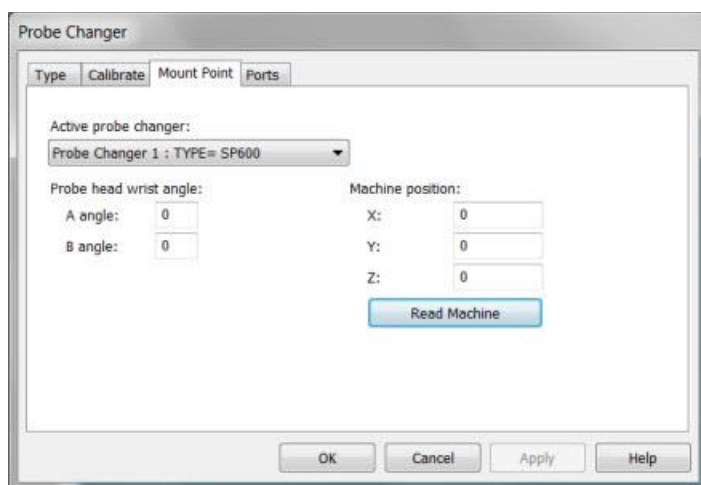 Probe Changer
Type Calibrate Mount Point Ports
Active probe changer:
Probe Changer 1 : TYPE= SP600
Probe head wrist angle: Machine position:
A angle: 0 X: 0
B angle: 0 Y: 0
Z: 0
Read Machine
OK Cancel Apply Help